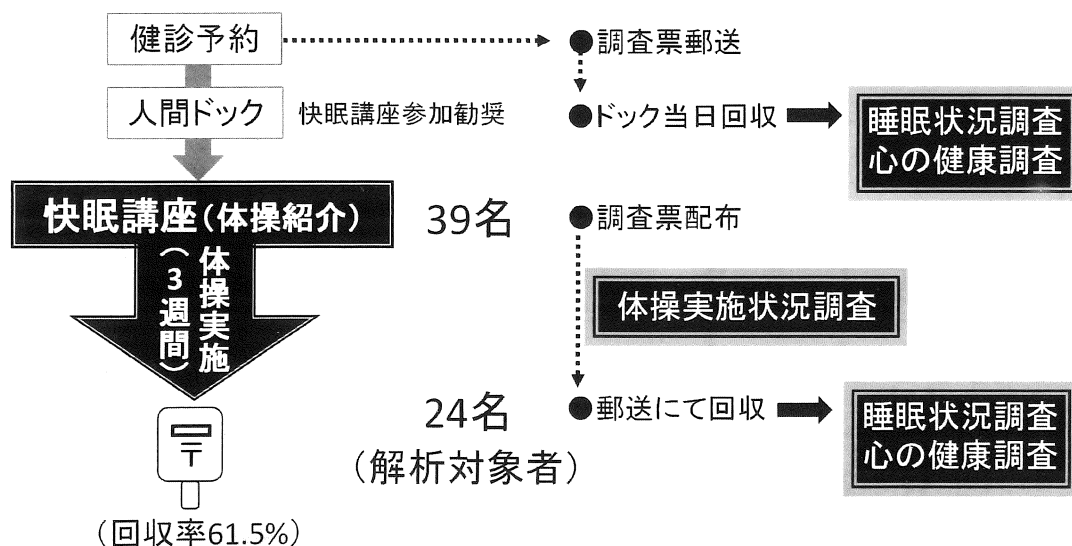 健診予約
●調査票郵送
人間ドック
快眠講座参加勧奨
●ドック当日回収
睡眠状況調査
心の健康調査
快眠講座(体操紹介)
39名
●調査票配布
体操実施
(3週間)
体操実施状況調査
24名
(解析対象者)
●郵送にて回収
睡眠状況調査
心の健康調査
〒
(回収率61.5%)